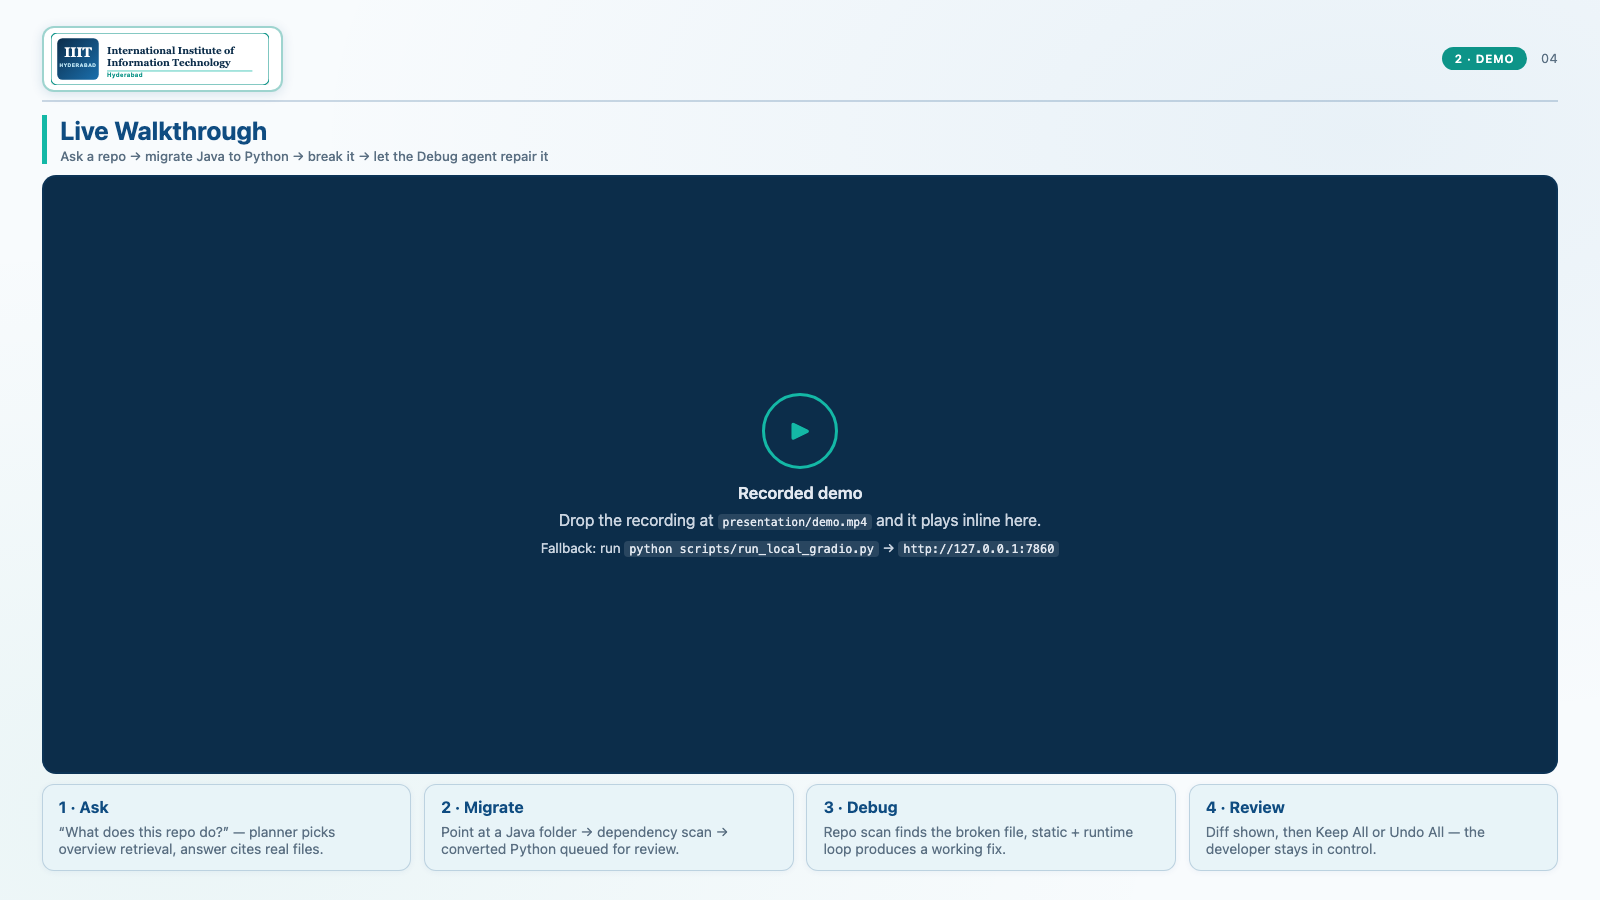 IIIT
HYDERABAD
International Institute of
Information Technology
Hyderabad
2 · DEMO
04
Live Walkthrough
Ask a repo → migrate Java to Python → break it → let the Debug agent repair it
Recorded demo
Drop the recording at presentation/demo.mp4 and it plays inline here.
Fallback: run python scripts/run_local_gradio.py → http://127.0.0.1:7860
1 · Ask
“What does this repo do?” — planner picks
overview retrieval, answer cites real files.
2 · Migrate
Point at a Java folder → dependency scan →
converted Python queued for review.
3 · Debug
Repo scan finds the broken file, static + runtime
loop produces a working fix.
4 · Review
Diff shown, then Keep All or Undo All — the
developer stays in control.